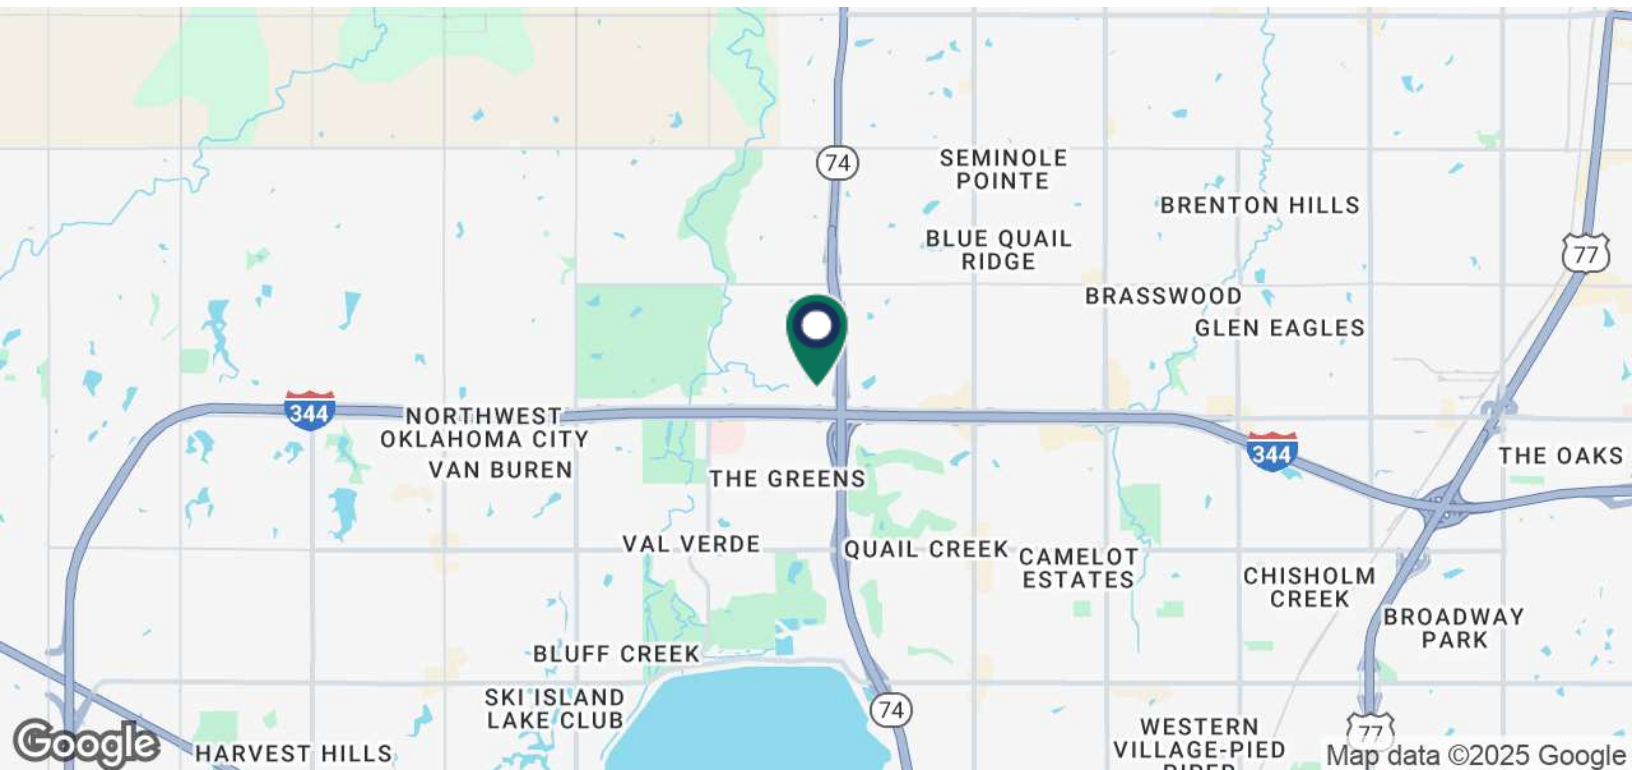 74
SEMINOLE
POINTE
BRENTON HILLS
BLUE QUAIL
RIDGE
77
BRASSWOOD
GLEN EAGLES
344
NORTHWEST
OKLAHOMA CITY
VAN BUREN
344
THE OAKS
THE GREENS
VAL VERDE
QUAIL CREEK
CAMELOT
ESTATES
CHISHOLM
CREEK
BROADWAY
PARK
BLUFF CREEK
SKI ISLAND
LAKE CLUB
74
WESTERN
VILLAGE-PIED
77
Google
HARVEST HILLS
Map data ©2025 Google